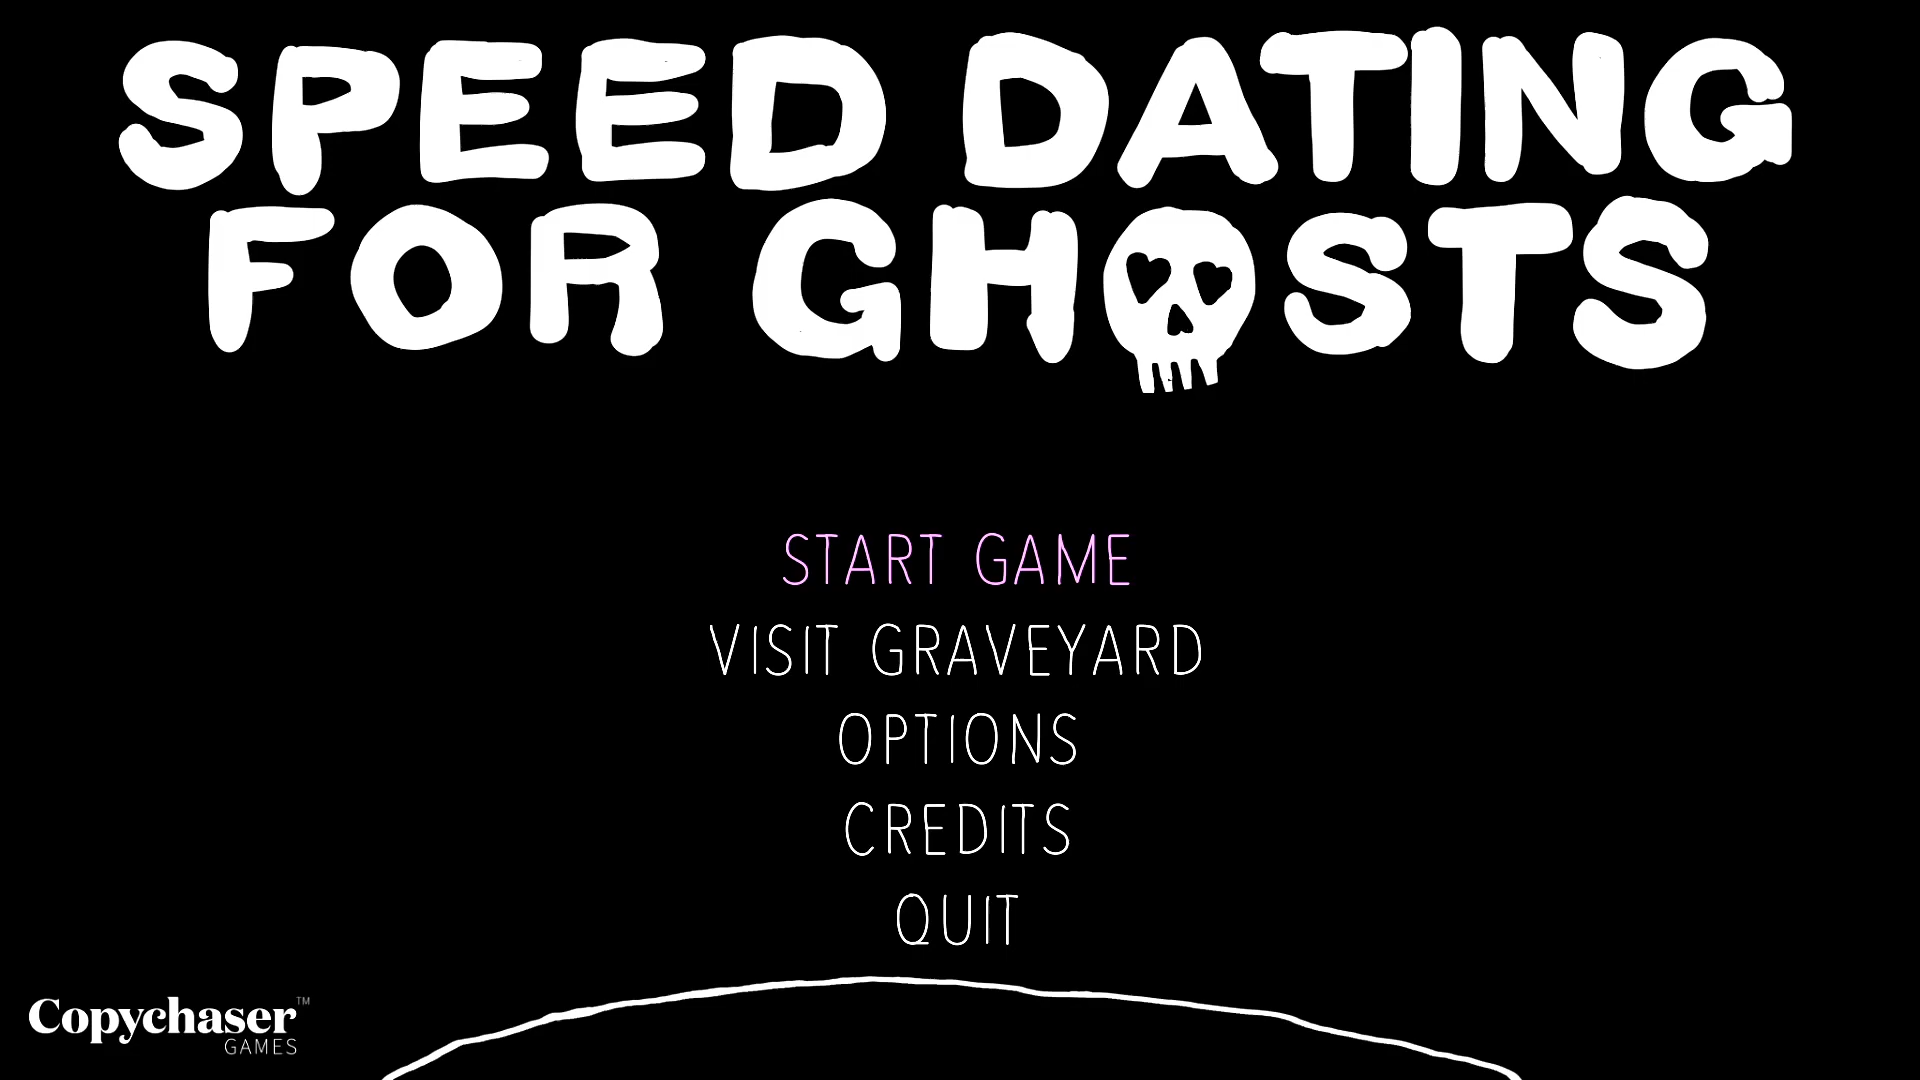 SPEED DATING
FOR GHOSTS
START GAME
VISIT GRAVEYARD
OPTIONS
CREDITS
QUIT
Copychaser™
GAMES